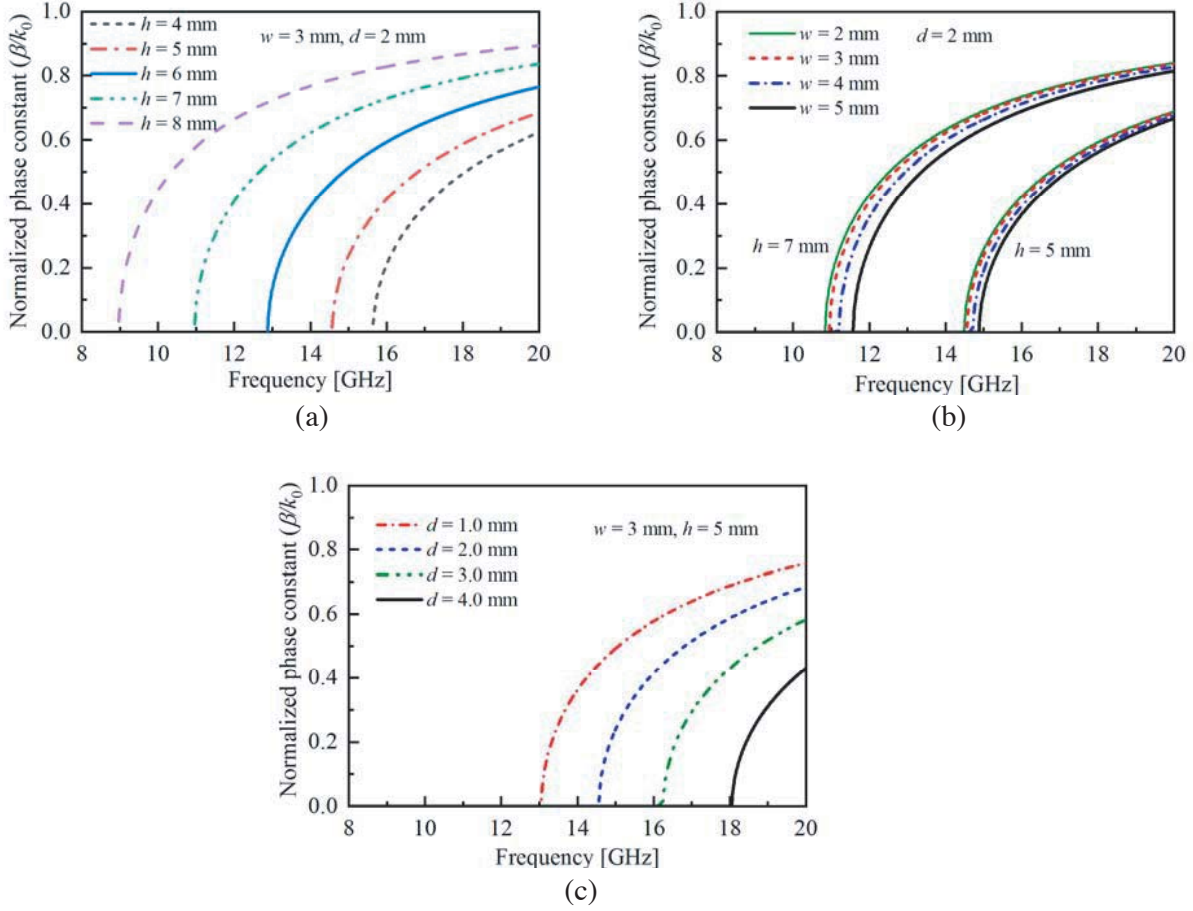 Normalized phase constant (β/k₀)
1.0
0.8
0.6
0.4
0.2
0.0
h = 4 mm
h = 5 mm
h = 6 mm
h = 7 mm
h = 8 mm
w = 3 mm, d = 2 mm
8 10 12 14 16 18 20
Frequency [GHz]
(a)
Normalized phase constant (β/k₀)
1.0
0.8
0.6
0.4
0.2
0.0
w = 2 mm
w = 3 mm
w = 4 mm
w = 5 mm
d = 2 mm
h = 7 mm
h = 5 mm
8 10 12 14 16 18 20
Frequency [GHz]
(b)
Normalized phase constant (β/k₀)
1.0
0.8
0.6
0.4
0.2
0.0
d = 1.0 mm
d = 2.0 mm
d = 3.0 mm
d = 4.0 mm
w = 3 mm, h = 5 mm
8 10 12 14 16 18 20
Frequency [GHz]
(c)